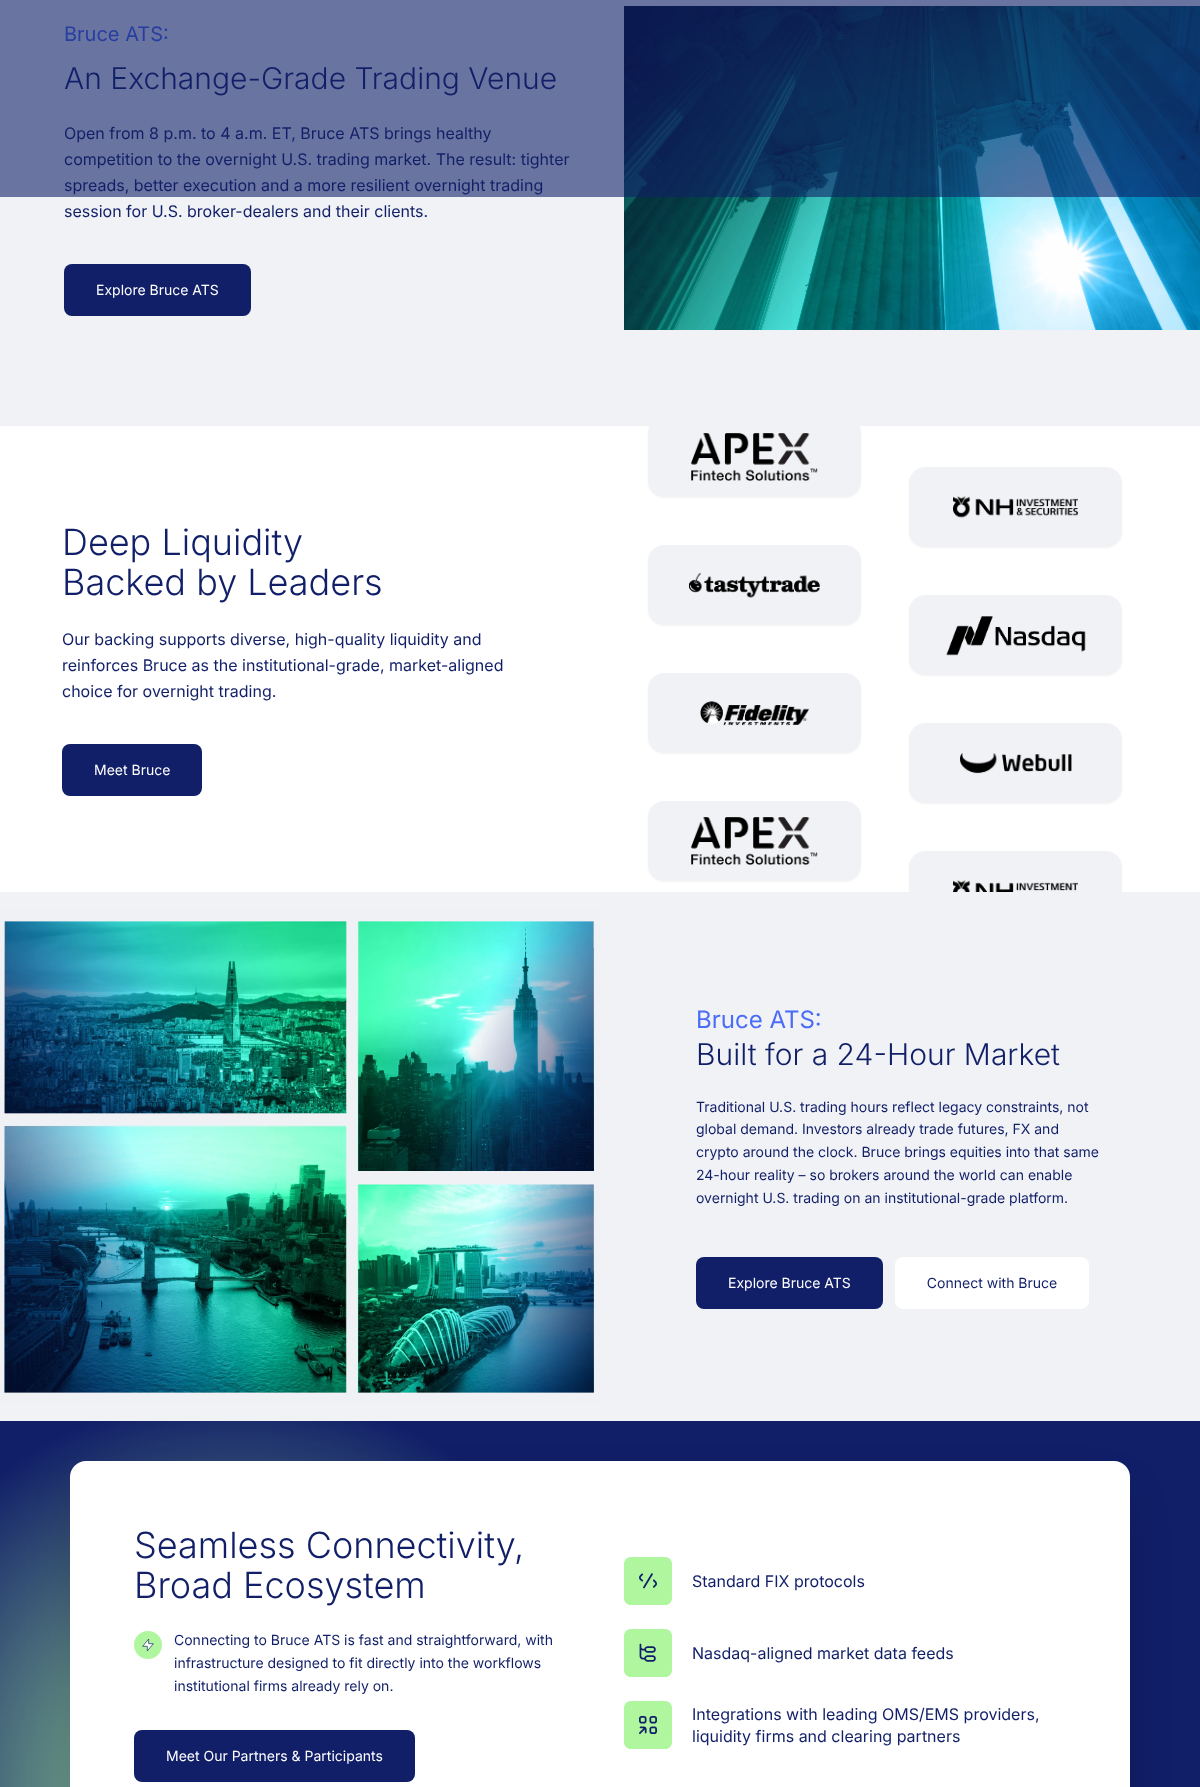 Bruce ATS:
An Exchange-Grade Trading Venue
Open from 8 p.m. to 4 a.m. ET, Bruce ATS brings healthy
competition to the overnight U.S. trading market. The result: tighter
spreads, better execution and a more resilient overnight trading
session for U.S. broker-dealers and their clients.
Explore Bruce ATS
Deep Liquidity
Backed by Leaders
Our backing supports diverse, high-quality liquidity and
reinforces Bruce as the institutional-grade, market-aligned
choice for overnight trading.
Meet Bruce
APEX
Fintech Solutions™
tastytrade
Fidelity
INVESTMENTS
APEX
Fintech Solutions™
NH INVESTMENT
& SECURITIES
Nasdaq
Webull
NH INVESTMENT
Bruce ATS:
Built for a 24-Hour Market
Traditional U.S. trading hours reflect legacy constraints, not
global demand. Investors already trade futures, FX and
crypto around the clock. Bruce brings equities into that same
24-hour reality – so brokers around the world can enable
overnight U.S. trading on an institutional-grade platform.
Explore Bruce ATS
Connect with Bruce
Seamless Connectivity,
Broad Ecosystem
Connecting to Bruce ATS is fast and straightforward, with
infrastructure designed to fit directly into the workflows
institutional firms already rely on.
Meet Our Partners & Participants
Standard FIX protocols
Nasdaq-aligned market data feeds
Integrations with leading OMS/EMS providers,
liquidity firms and clearing partners